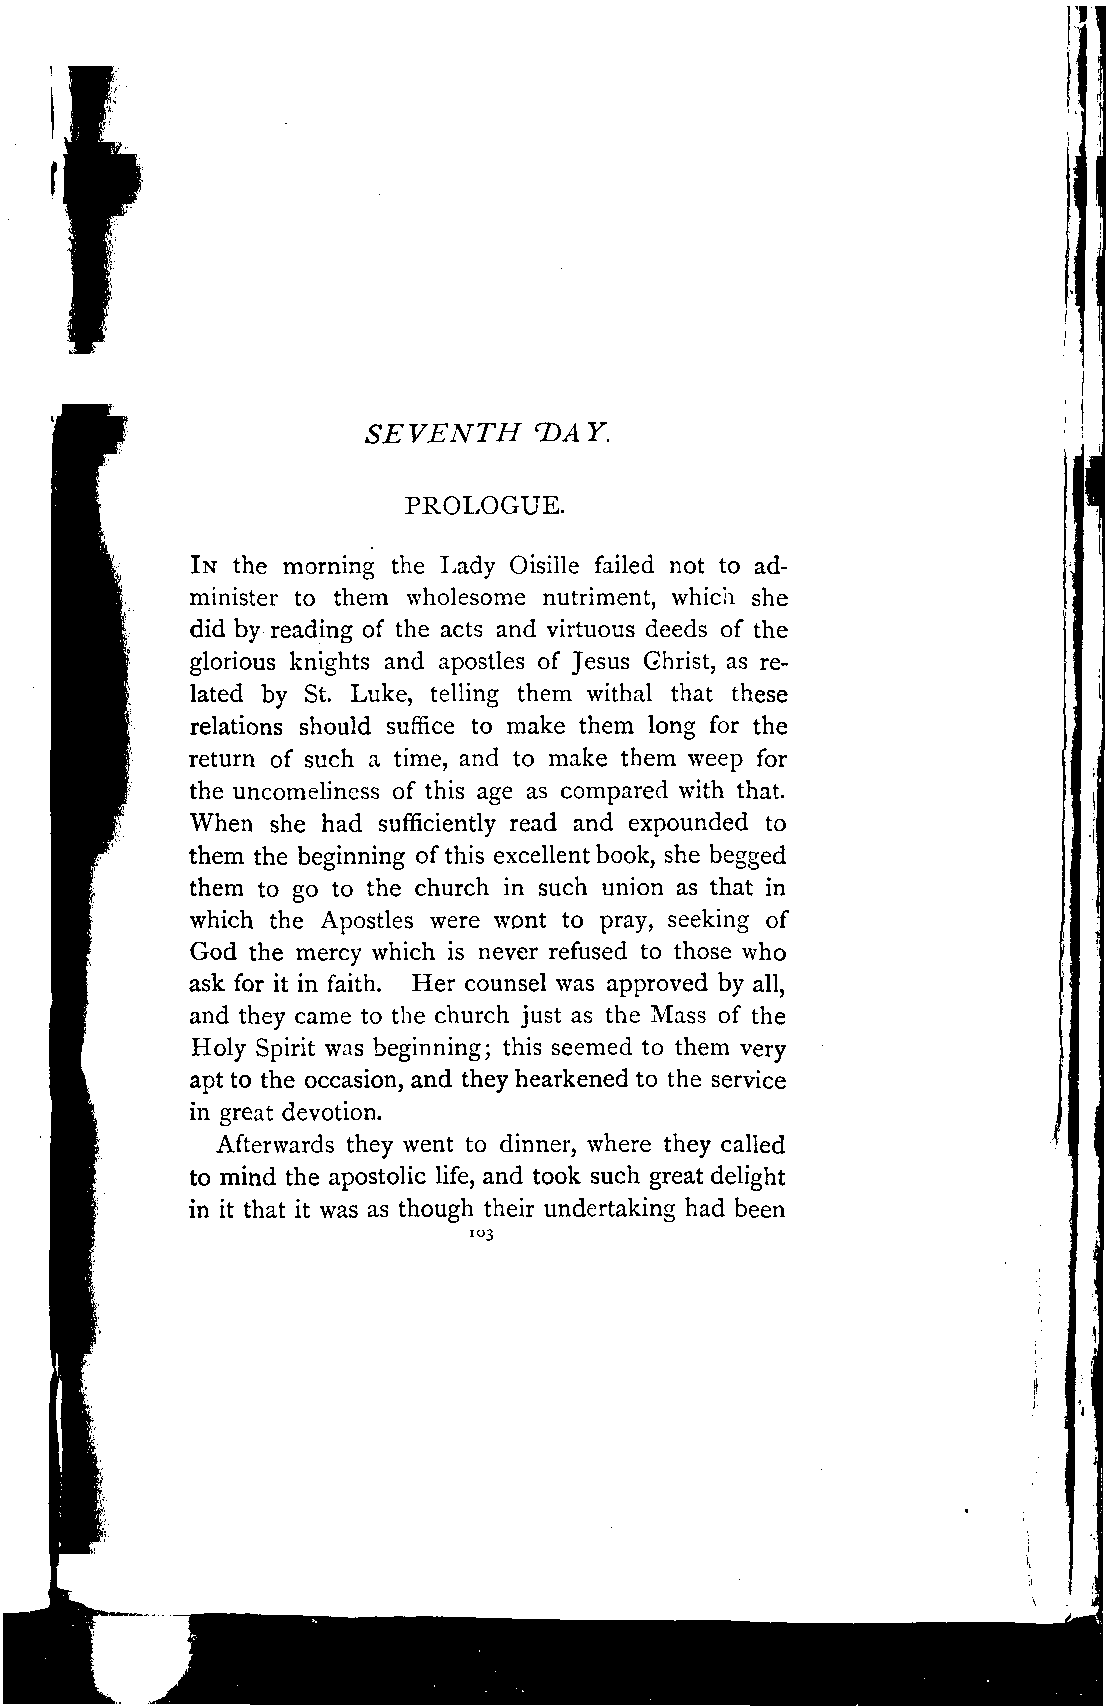 SEVENTH DAY.
PROLOGUE.
IN the morning the Lady Oisille failed not to ad-
minister to them wholesome nutriment, which she
did by reading of the acts and virtuous deeds of the
glorious knights and apostles of Jesus Christ, as re-
lated by St. Luke, telling them withal that these
relations should suffice to make them long for the
return of such a time, and to make them weep for
the uncomeliness of this age as compared with that.
When she had sufficiently read and expounded to
them the beginning of this excellent book, she begged
them to go to the church in such union as that in
which the Apostles were wont to pray, seeking of
God the mercy which is never refused to those who
ask for it in faith. Her counsel was approved by all,
and they came to the church just as the Mass of the
Holy Spirit was beginning; this seemed to them very
apt to the occasion, and they hearkened to the service
in great devotion.
Afterwards they went to dinner, where they called
to mind the apostolic life, and took such great delight
in it that it was as though their undertaking had been
103